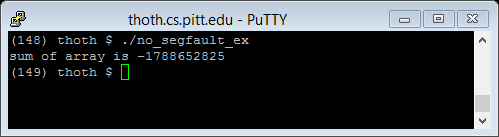 thoth.cs.pitt.edu - PuTTY
(148) thoth $ ./no_segfault_ex
sum of array is -1788652825
(149) thoth $